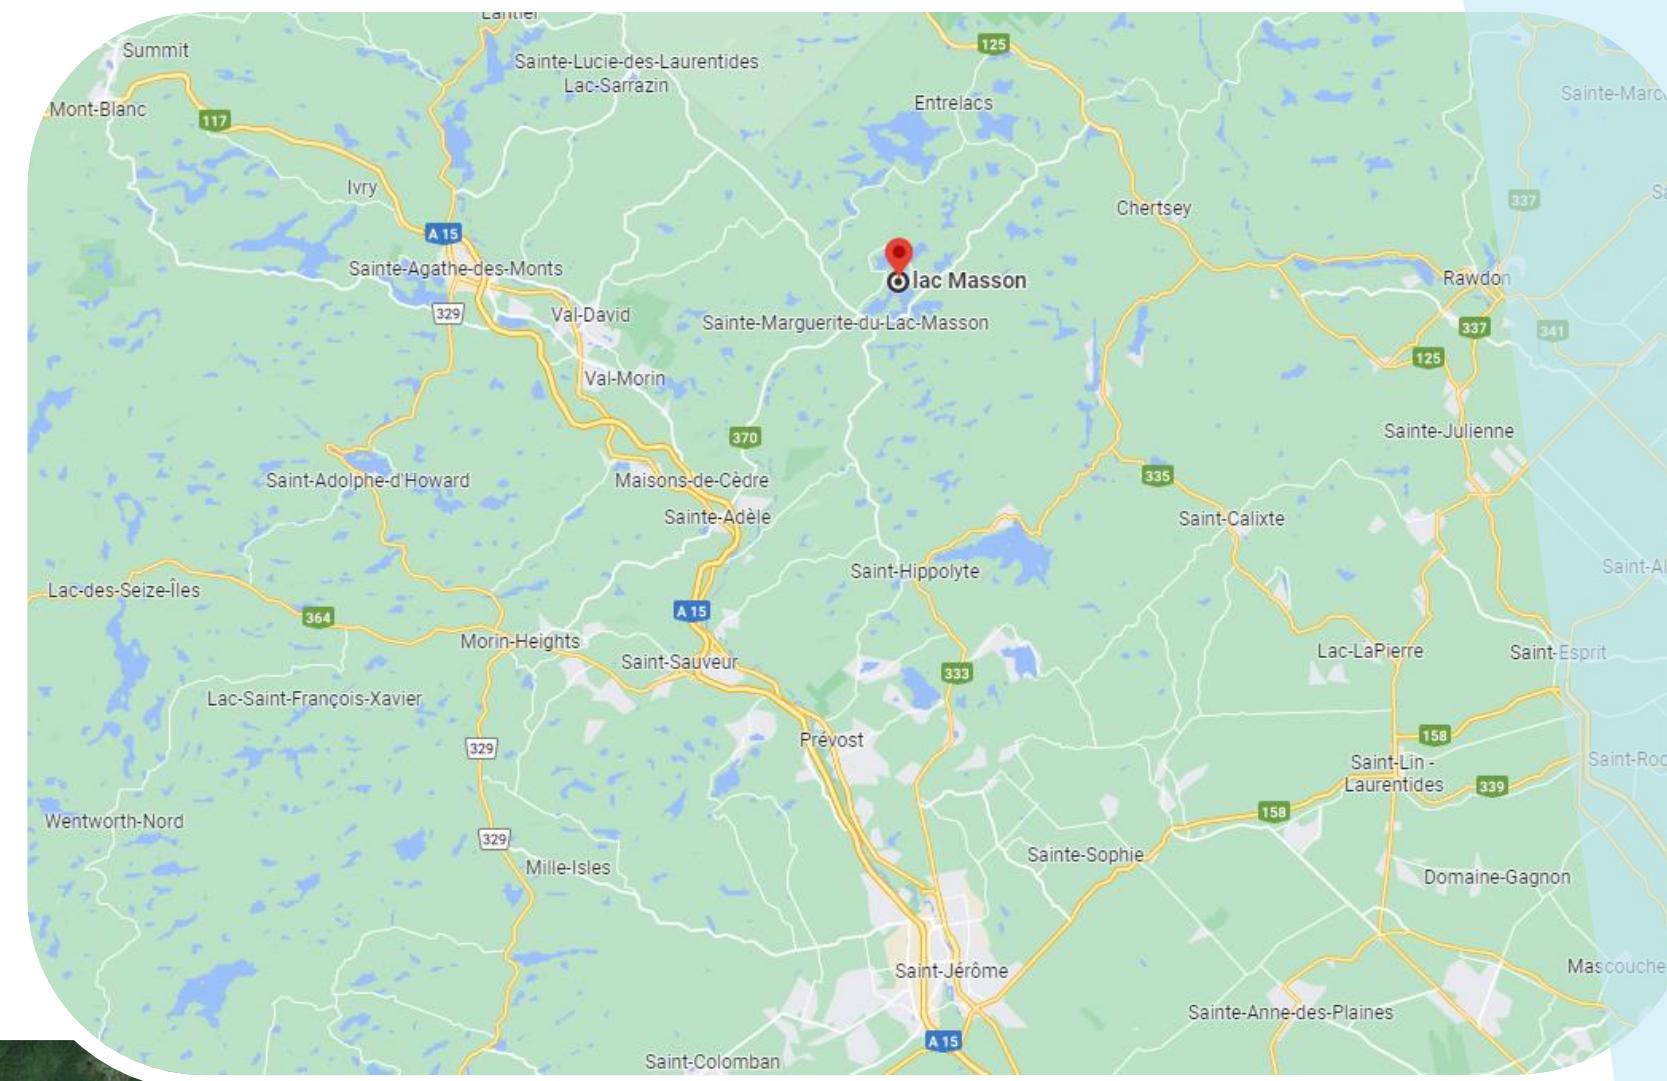 Lantier
Summit
Sainte-Lucie-des-Laurentides
Lac-Sarrazin
125
Entrelacs
Mont-Blanc
117
Ivry
Chertsey
337
A 15
Sainte-Agathe-des-Monts
lac Masson
Rawdon
329
Val-David
Sainte-Marguerite-du-Lac-Masson
337
341
125
Val-Morin
370
Sainte-Julienne
Saint-Adolphe-d'Howard
Maisons-de-Cèdre
335
Sainte-Adèle
Saint-Calixte
Saint-Hippolyte
Saint-Al
Lac-des-Seize-Îles
364
A 15
Morin-Heights
Saint-Sauveur
Lac-LaPierre
Saint-Esprit
333
Lac-Saint-François-Xavier
329
Prévost
158
Saint-Lin -
Laurentides
Saint-Roc
339
158
Wentworth-Nord
329
Mille-Isles
Sainte-Sophie
Domaine-Gagnon
Saint-Jérôme
Mascouche
Sainte-Anne-des-Plaines
A 15
Saint-Colomban